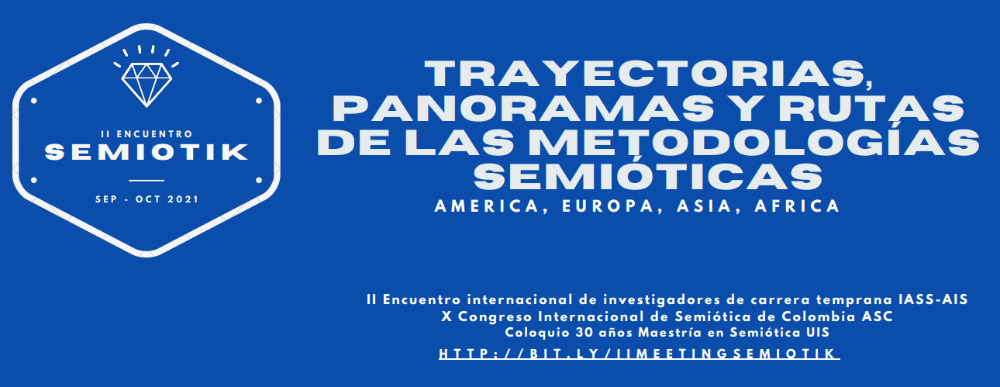 II ENCUENTRO
SEMIOTIK
SEP - OCT 2021
TRAYECTORIAS,
PANORAMAS Y RUTAS
DE LAS METODOLOGÍAS
SEMIÓTICAS
AMERICA, EUROPA, ASIA, AFRICA
II Encuentro internacional de investigadores de carrera temprana IASS-AIS
X Congreso Internacional de Semiótica de Colombia ASC
Coloquio 30 años Maestría en Semiótica UIS
HTTP://BIT.LY/IIMEETINGSEMIOTIK